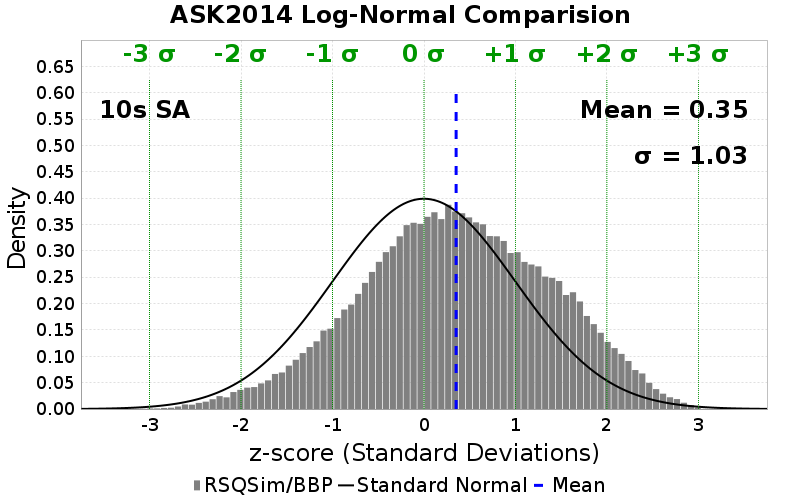 ASK2014 Log-Normal Comparision
-3 σ -2 σ -1 σ 0 σ +1 σ +2 σ +3 σ
10s SA
Mean = 0.35
σ = 1.03
Density
0.65
0.60
0.55
0.50
0.45
0.40
0.35
0.30
0.25
0.20
0.15
0.10
0.05
0.00
-3 -2 -1 0 1 2 3
z-score (Standard Deviations)
RSQSim/BBP Standard Normal Mean